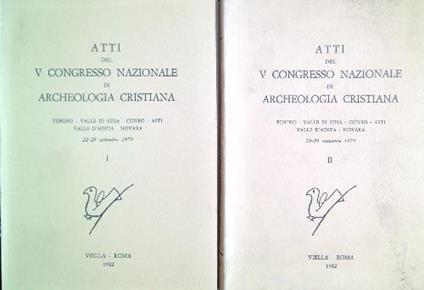 ATTI
DEL
V CONGRESSO NAZIONALE
DI
ARCHEOLOGIA CRISTIANA
TORINO - VALLE DI SUSA - CUNEO - ASTI
VALLE D'AOSTA - NOVARA
22-29 settembre 1979
I
VIELLA - ROMA
1982
ATTI
DEL
V CONGRESSO NAZIONALE
DI
ARCHEOLOGIA CRISTIANA
TORINO - VALLE DI SUSA - CUNEO - ASTI
VALLE D'AOSTA - NOVARA
22-29 settembre 1979
II
VIELLA - ROMA
1982